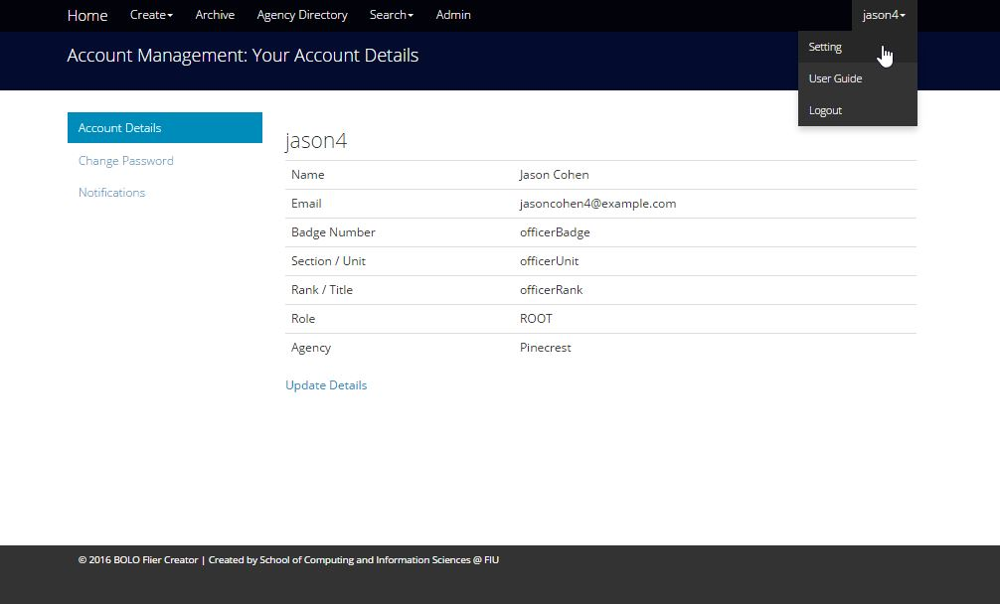 Home Create Archive Agency Directory Search Admin jason4
Account Management: Your Account Details
Setting
User Guide
Logout
Account Details
Change Password
Notifications
jason4
Name Jason Cohen
Email jasoncohen4@example.com
Badge Number officerBadge
Section / Unit officerUnit
Rank / Title officerRank
Role ROOT
Agency Pinecrest
Update Details
© 2016 BOLO Flier Creator | Created by School of Computing and Information Sciences @ FIU